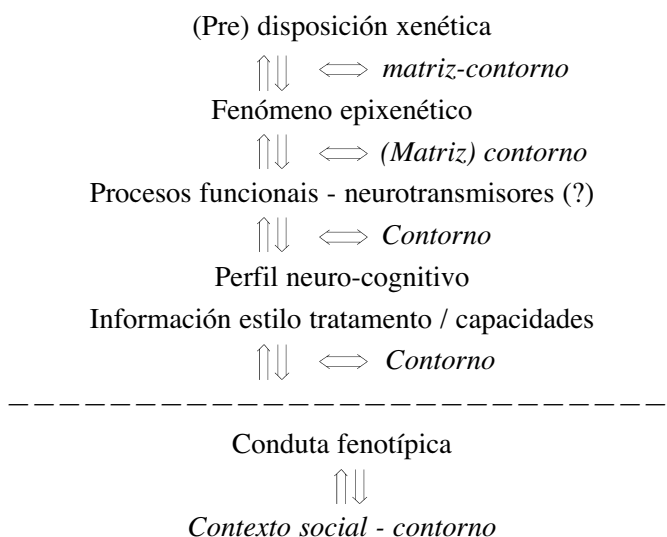 (Pre) disposición xenética
⇑⇓ ⇐⇒ matriz-contorno
Fenómeno epixenético
⇑⇓ ⇐⇒ (Matriz) contorno
Procesos funcionais - neurotransmisores (?)
⇑⇓ ⇐⇒ Contorno
Perfil neuro-cognitivo
Información estilo tratamento / capacidades
⇑⇓ ⇐⇒ Contorno
Conduta fenotípica
⇑⇓
Contexto social - contorno